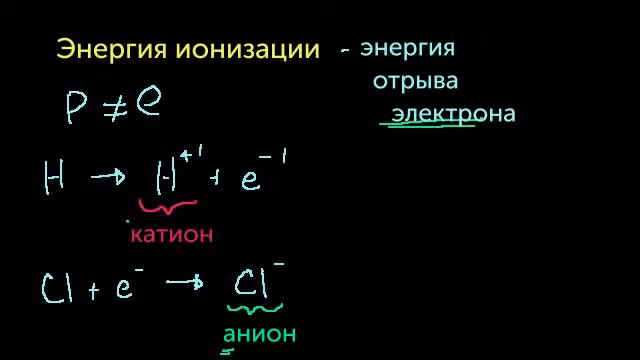 Энергия ионизации - энергия
отрыва
электрона
P ≠ e
H → H⁺¹ + e⁻¹
катион
Cl + e⁻ → Cl⁻
анион